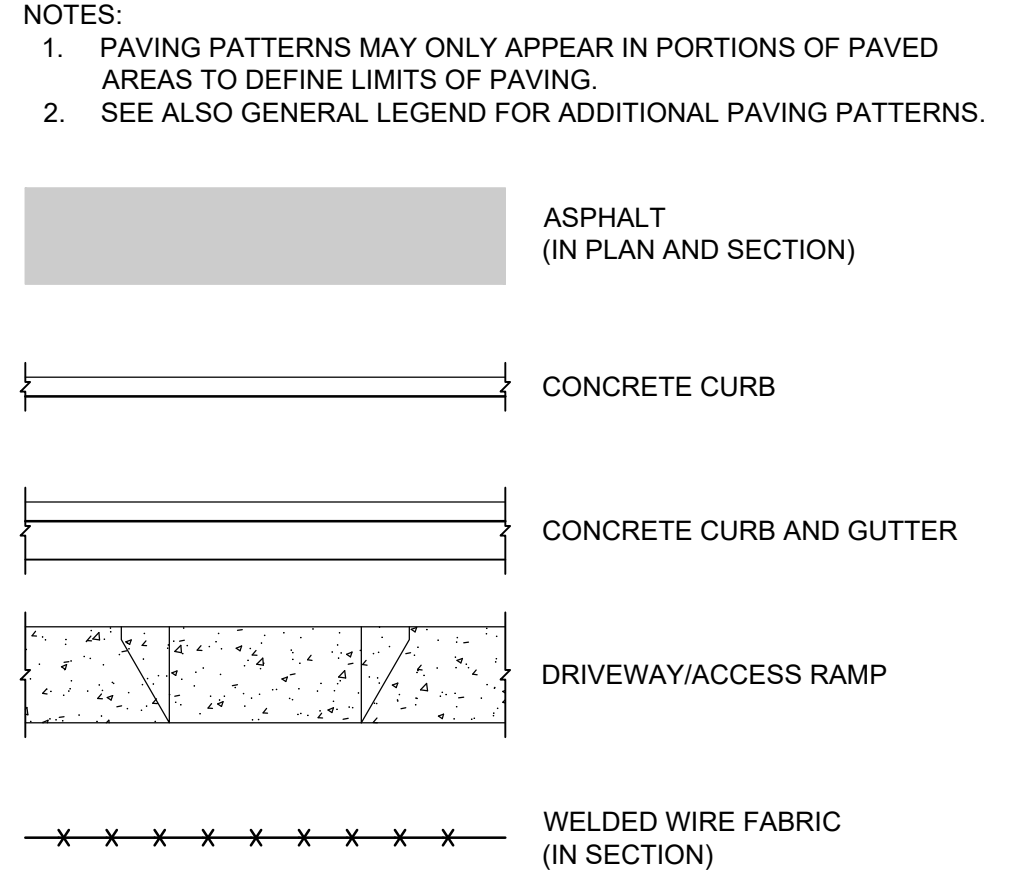 NOTES:
1. PAVING PATTERNS MAY ONLY APPEAR IN PORTIONS OF PAVED
AREAS TO DEFINE LIMITS OF PAVING.
2. SEE ALSO GENERAL LEGEND FOR ADDITIONAL PAVING PATTERNS.
ASPHALT
(IN PLAN AND SECTION)
CONCRETE CURB
CONCRETE CURB AND GUTTER
DRIVEWAY/ACCESS RAMP
WELDED WIRE FABRIC
(IN SECTION)